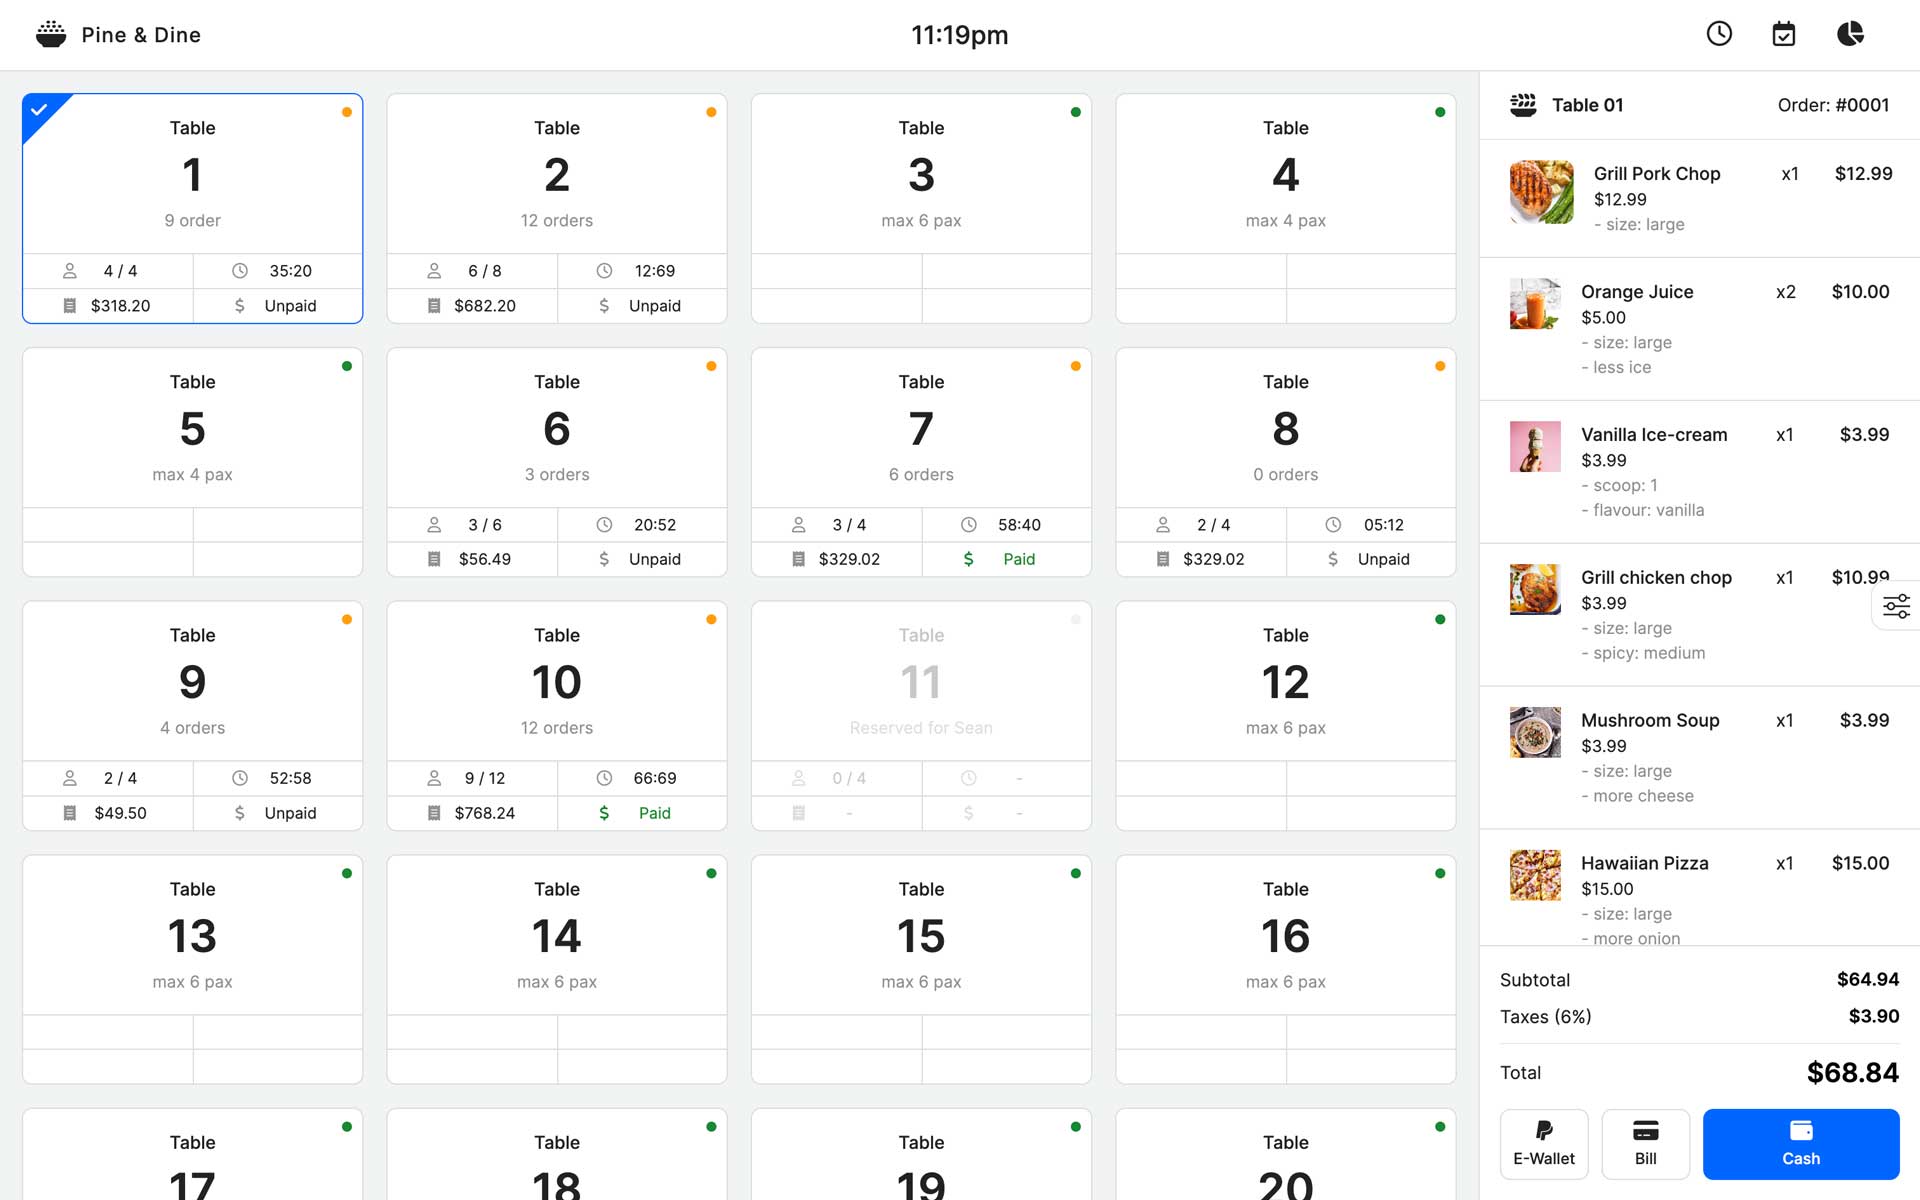 Pine & Dine
11:19pm
Table
1
9 order
4 / 4
35:20
$318.20
$ Unpaid
Table
2
12 orders
6 / 8
12:69
$682.20
$ Unpaid
Table
3
max 6 pax
Table
4
max 4 pax
Table
5
max 4 pax
Table
6
3 orders
3 / 6
20:52
$56.49
$ Unpaid
Table
7
6 orders
3 / 4
58:40
$329.02
$ Paid
Table
8
0 orders
2 / 4
05:12
$329.02
$ Unpaid
Table
9
4 orders
2 / 4
52:58
$49.50
$ Unpaid
Table
10
12 orders
9 / 12
66:69
$768.24
$ Paid
Table
11
Reserved for Sean
0 / 4
-
-
$ -
Table
12
max 6 pax
Table
13
max 6 pax
Table
14
max 6 pax
Table
15
max 6 pax
Table
16
max 6 pax
Table
17
Table
18
Table
19
Table
20
Table 01 Order: #0001
Grill Pork Chop x1 $12.99
$12.99
- size: large
Orange Juice x2 $10.00
$5.00
- size: large
- less ice
Vanilla Ice-cream x1 $3.99
$3.99
- scoop: 1
- flavour: vanilla
Grill chicken chop x1 $10.99
$3.99
- size: large
- spicy: medium
Mushroom Soup x1 $3.99
$3.99
- size: large
- more cheese
Hawaiian Pizza x1 $15.00
$15.00
- size: large
- more onion
Subtotal $64.94
Taxes (6%) $3.90
Total $68.84
E-Wallet
Bill
Cash